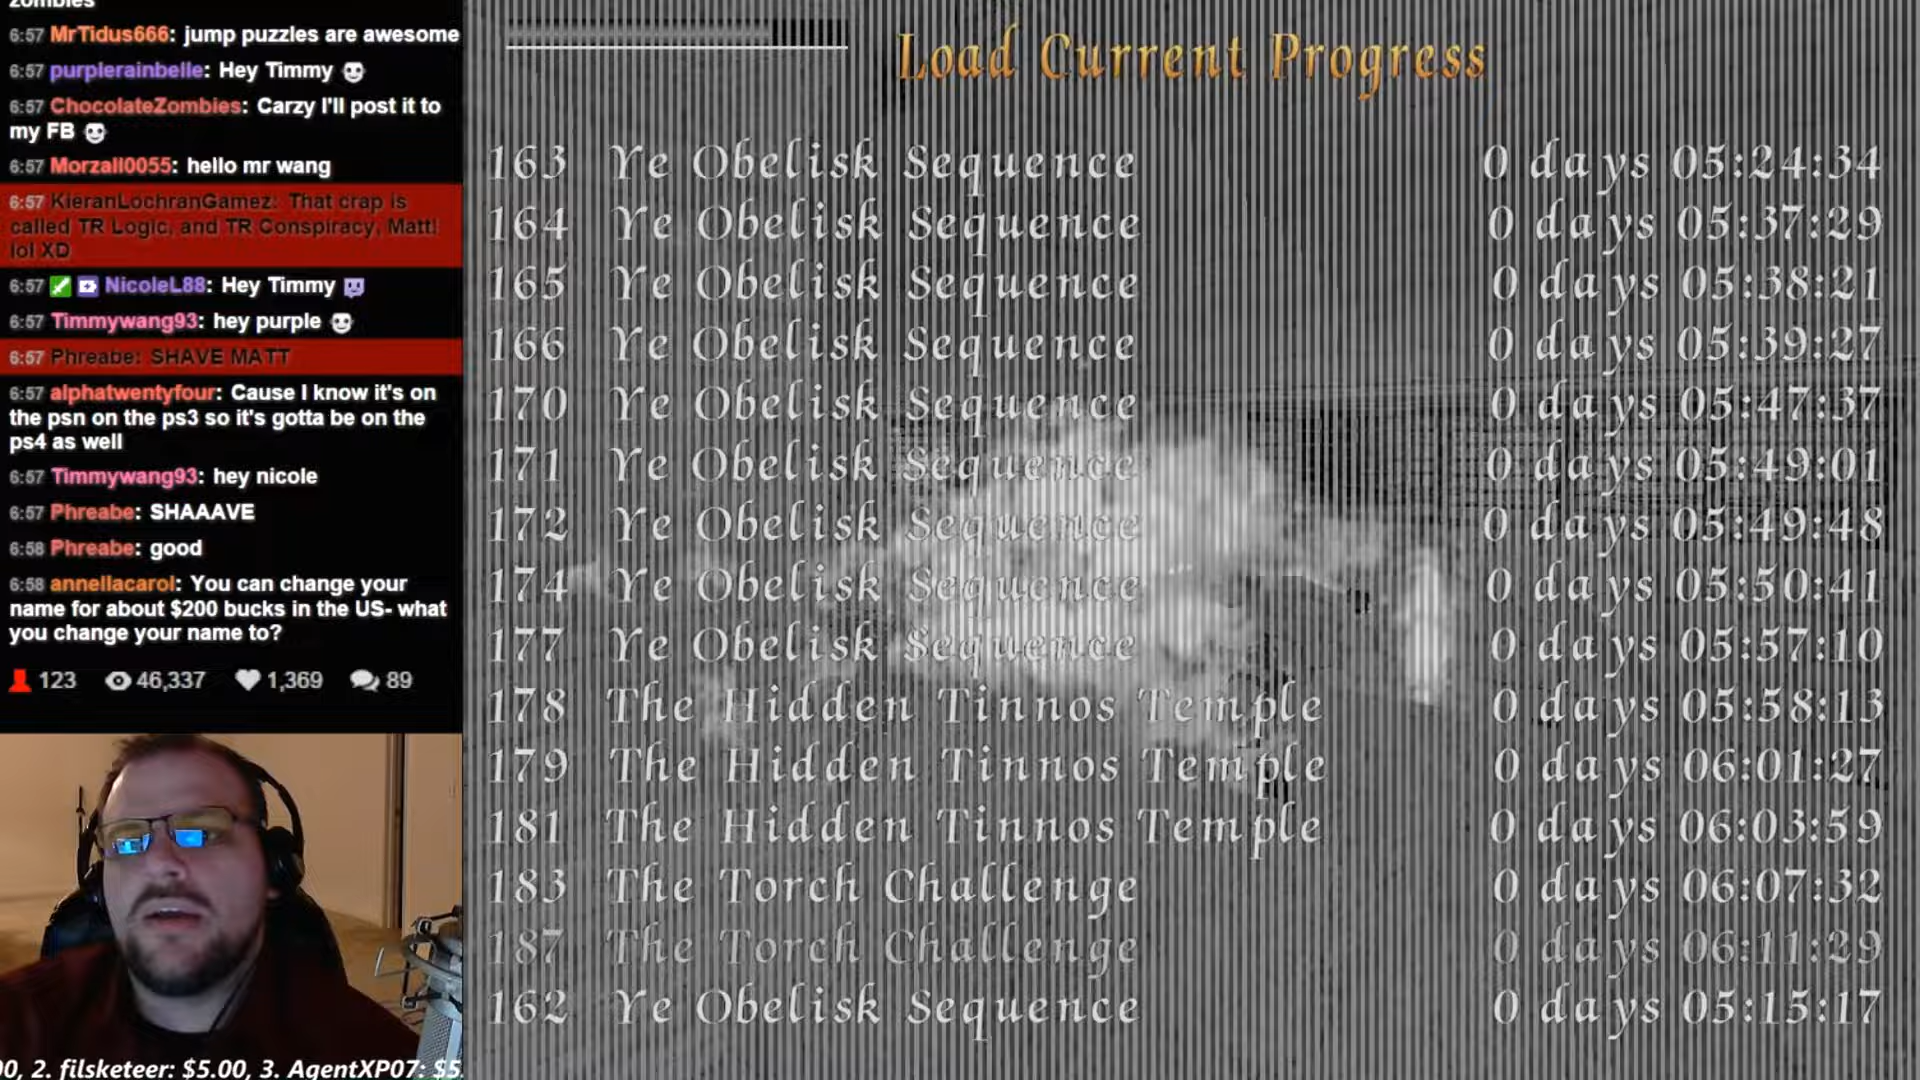 zombies
6:57 MrTidus666: jump puzzles are awesome
6:57 purplerainbelle: Hey Timmy
6:57 ChocolateZombies: Carzy I'll post it to
my FB
6:57 Morzall0055: hello mr wang
6:57 KieranLochranGamez: That crap is
called TR Logic, and TR Conspiracy, Matt!
lol XD
6:57 NicoleL88: Hey Timmy
6:57 Timmywang93: hey purple
6:57 Phreabe: SHAVE MATT
6:57 alphatwentyfour: Cause I know it's on
the psn on the ps3 so it's gotta be on the
ps4 as well
6:57 Timmywang93: hey nicole
6:57 Phreabe: SHAAAVE
6:58 Phreabe: good
6:58 annellacarol: You can change your
name for about $200 bucks in the US- what
you change your name to?
123 46,337 1,369 89
00, 2. filsketeer: $5.00, 3. AgentXP07: $5.
Load Current Progress
163 Ye Obelisk Sequence 0 days 05:24:34
164 Ye Obelisk Sequence 0 days 05:37:29
165 Ye Obelisk Sequence 0 days 05:38:21
166 Ye Obelisk Sequence 0 days 05:39:27
170 Ye Obelisk Sequence 0 days 05:47:37
171 Ye Obelisk Sequence 0 days 05:49:01
172 Ye Obelisk Sequence 0 days 05:49:48
174 Ye Obelisk Sequence 0 days 05:50:41
177 Ye Obelisk Sequence 0 days 05:57:10
178 The Hidden Tinnos Temple 0 days 05:58:13
179 The Hidden Tinnos Temple 0 days 06:01:27
181 The Hidden Tinnos Temple 0 days 06:03:59
183 The Torch Challenge 0 days 06:07:32
187 The Torch Challenge 0 days 06:11:29
162 Ye Obelisk Sequence 0 days 05:15:17